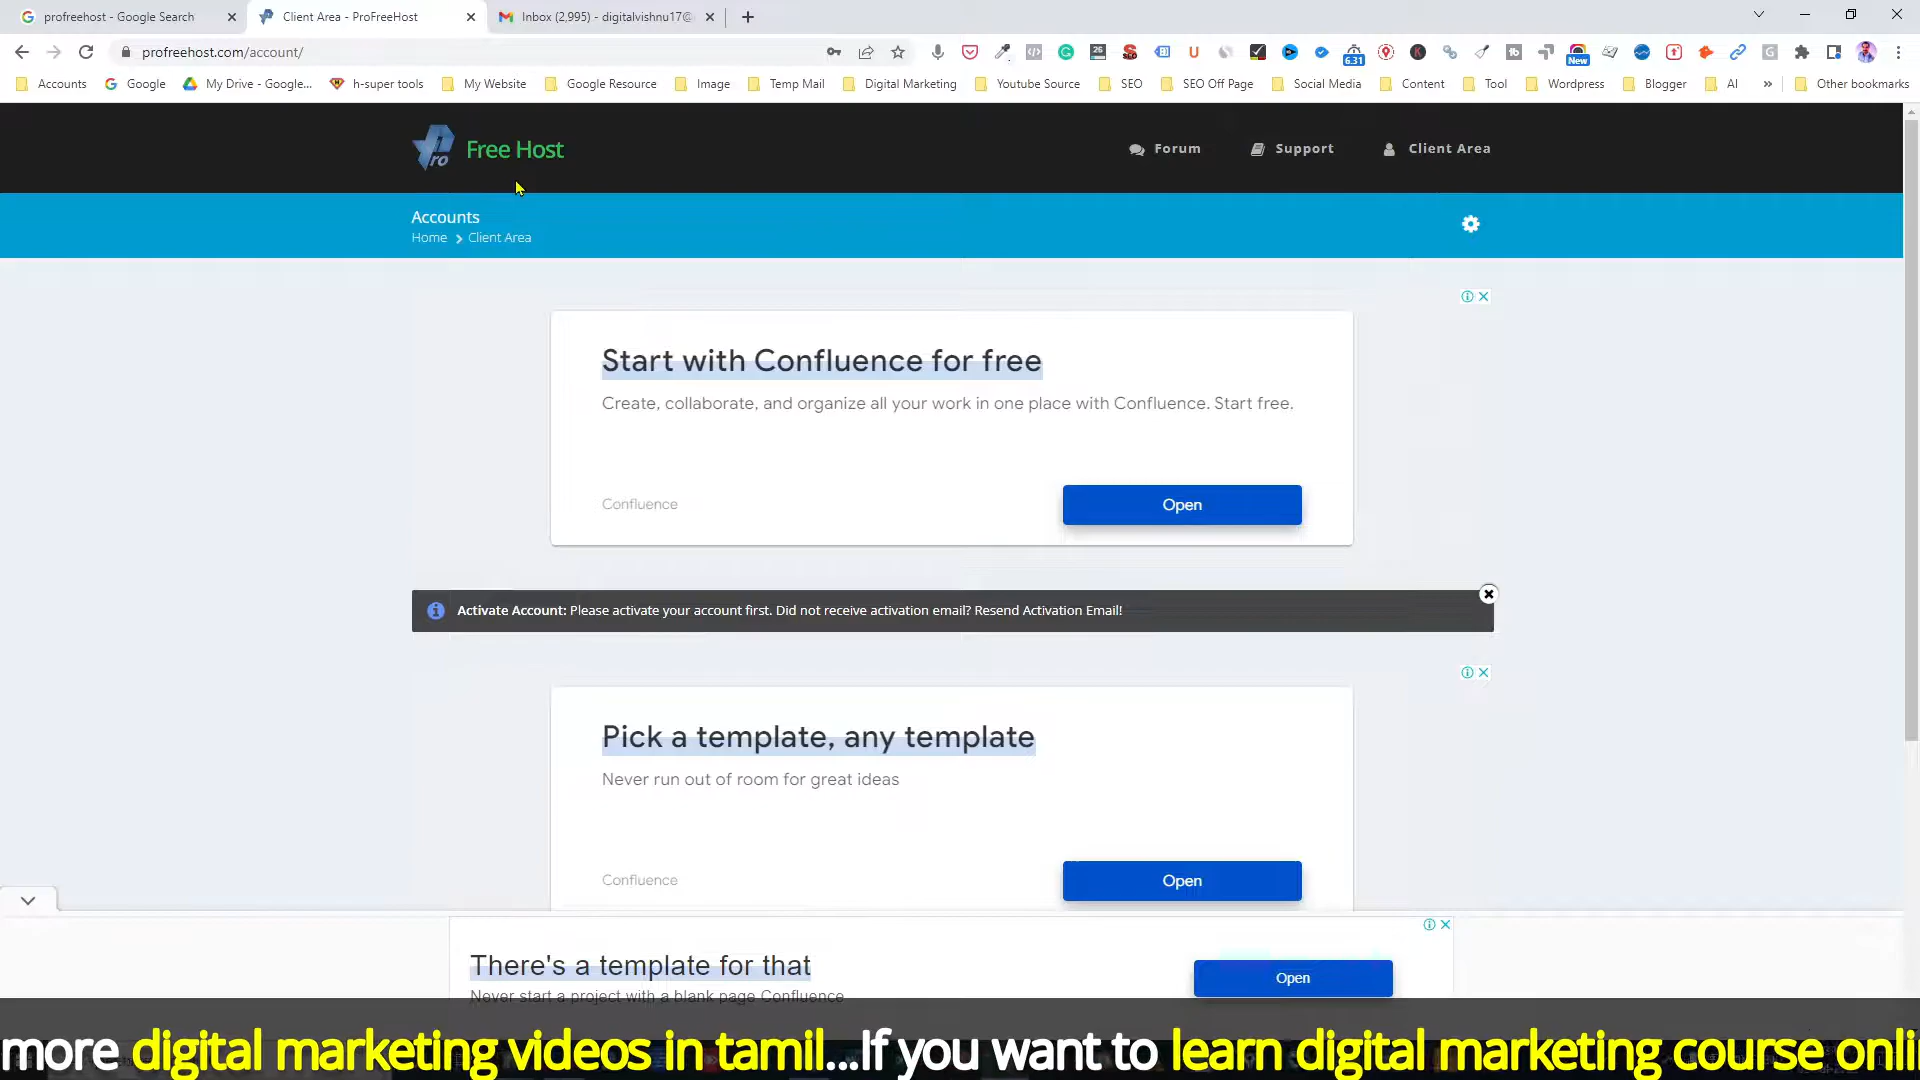 profreehost - Google Search
Client Area - ProFreeHost
Inbox (2,995) - digitalvishnu17@
profreehost.com/account/
26
6.31
New
Accounts
Google
My Drive - Google...
h-super tools
My Website
Google Resource
Image
Temp Mail
Digital Marketing
Youtube Source
SEO
SEO Off Page
Social Media
Content
Tool
Wordpress
Blogger
AI
»
Other bookmarks
Pro Free Host
Forum
Support
Client Area
Accounts
Home > Client Area
Start with Confluence for free
Create, collaborate, and organize all your work in one place with Confluence. Start free.
Confluence
Open
Activate Account: Please activate your account first. Did not receive activation email? Resend Activation Email!
Pick a template, any template
Never run out of room for great ideas
Confluence
Open
There's a template for that
Never start a project with a blank page Confluence
Open
more digital marketing videos in tamil...If you want to learn digital marketing course onli